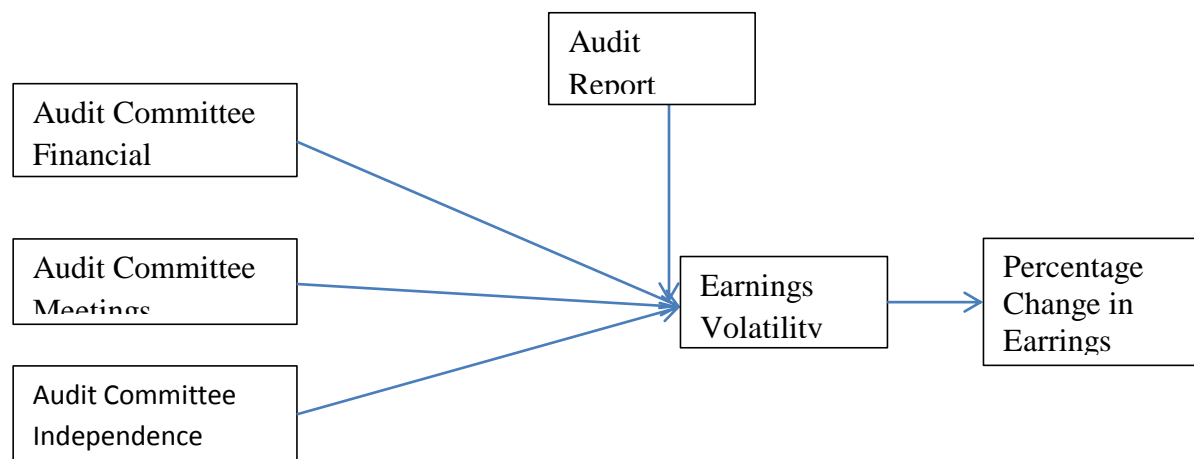 Audit
Report
Audit Committee
Financial
Audit Committee
Meetings
Audit Committee
Independence
Earnings
Volatility
Percentage
Change in
Earrings